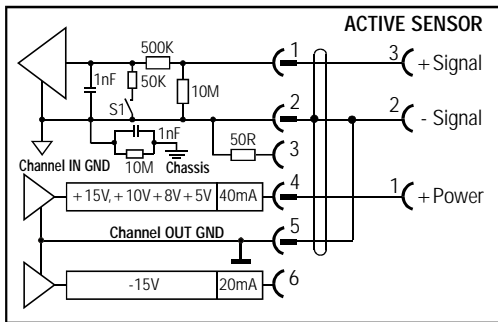 ACTIVE SENSOR
500K
1
3 + Signal
1nF
50K
10M
S1
2
2 - Signal
1nF
50R
3
Channel IN GND
10M
Chassis
+15V, +10V +8V +5V 40mA
4
1 + Power
Channel OUT GND
5
-15V 20mA
6